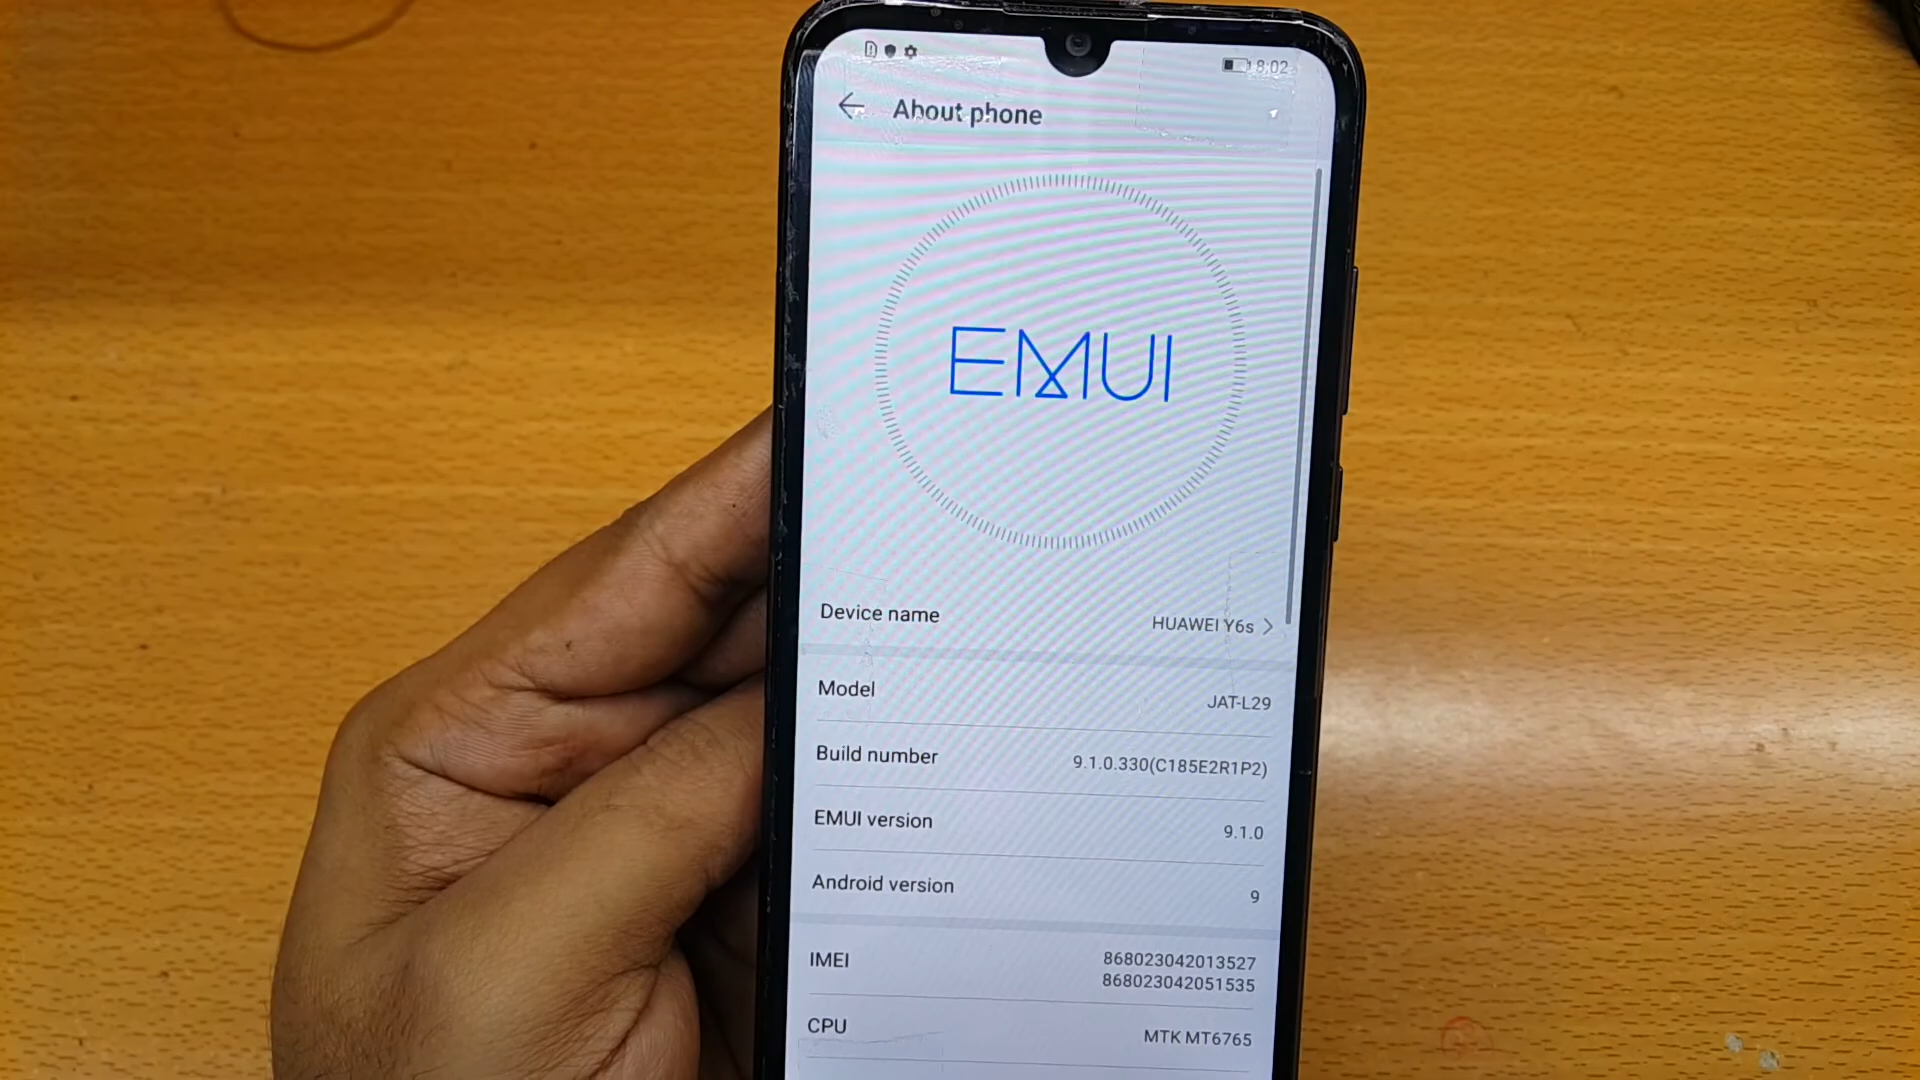 8:02
About phone
EMUI
Device name HUAWEI Y6s
Model JAT-L29
Build number 9.1.0.330(C185E2R1P2)
EMUI version 9.1.0
Android version 9
IMEI 868023042013527
868023042051535
CPU MTK MT6765